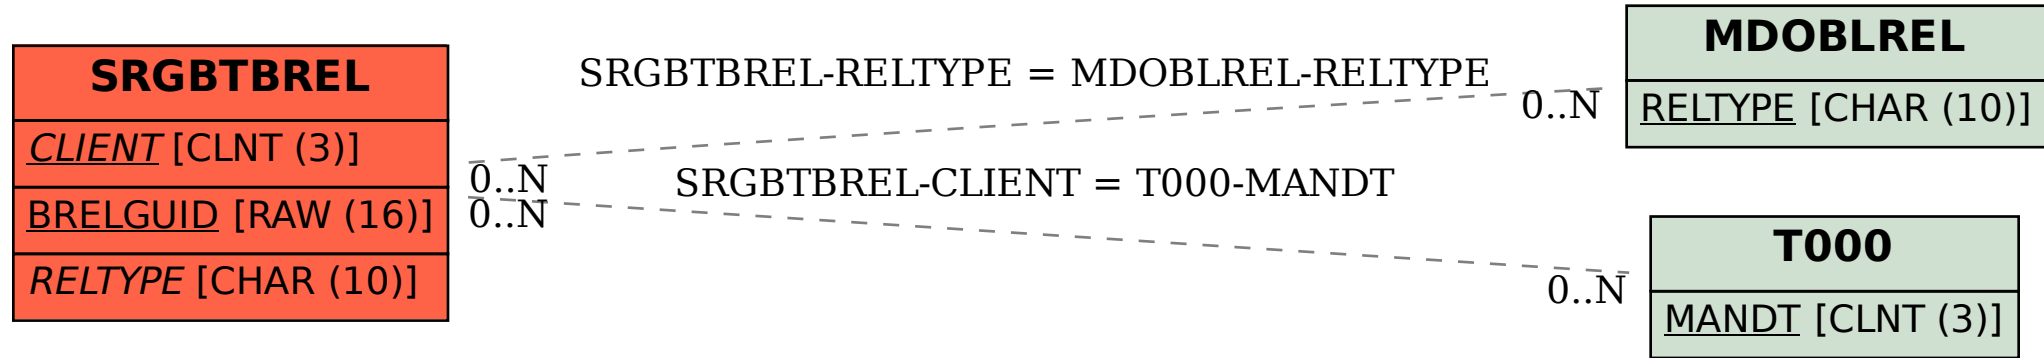 SRGBTBREL
CLIENT [CLNT (3)]
BRELGUID [RAW (16)]
RELTYPE [CHAR (10)]
SRGBTBREL-RELTYPE = MDOBLREL-RELTYPE
0..N
0..N
SRGBTBREL-CLIENT = T000-MANDT
0..N
0..N
MDOBLREL
RELTYPE [CHAR (10)]
T000
MANDT [CLNT (3)]